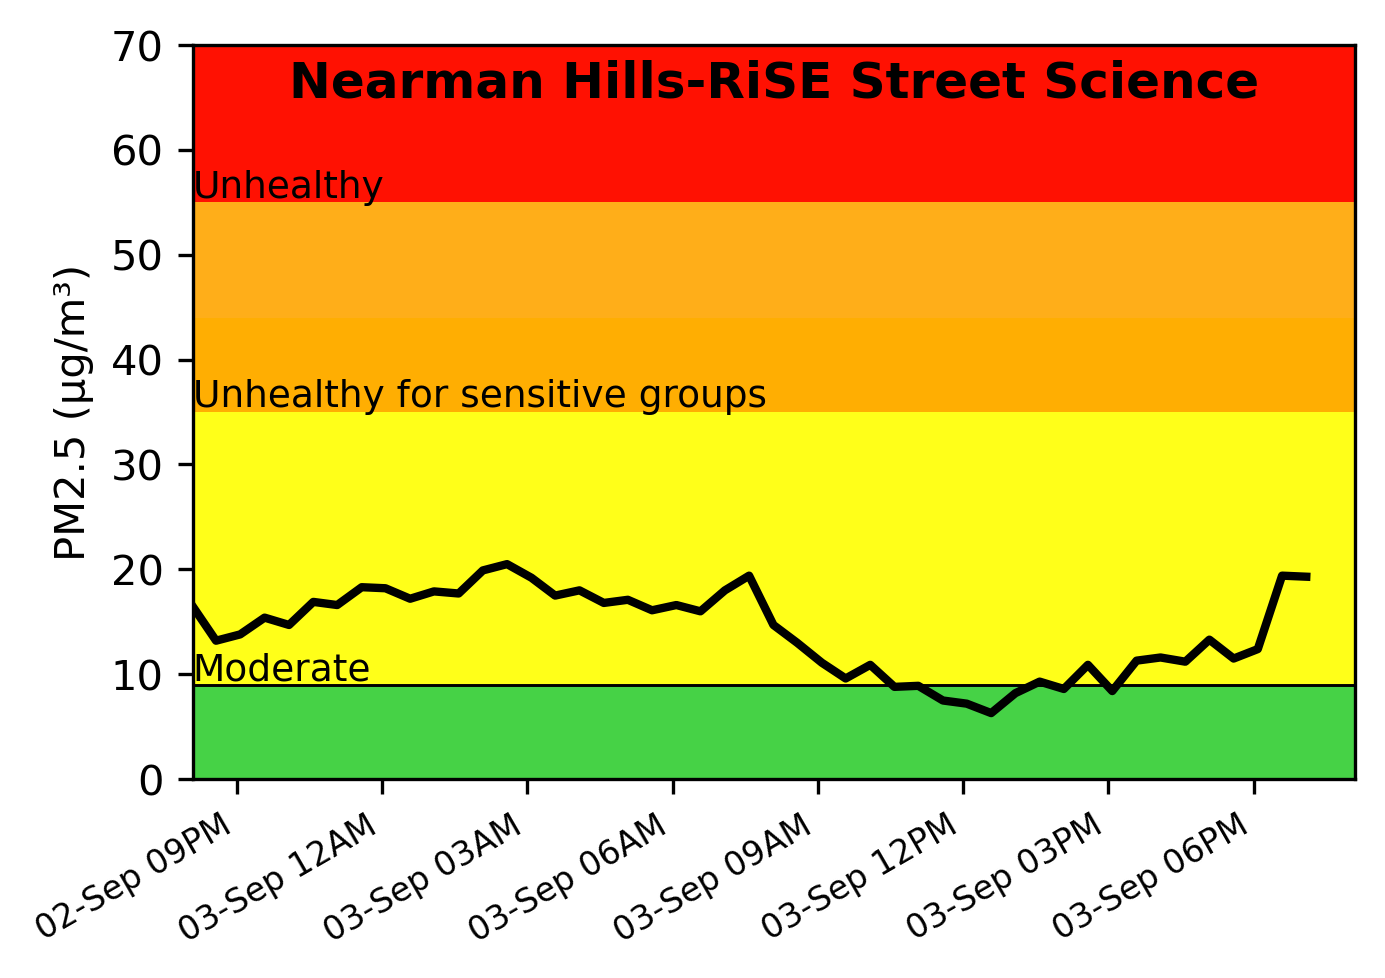 Nearman Hills-RiSE Street Science
70
60
Unhealthy
50
40
Unhealthy for sensitive groups
30
20
10
Moderate
0
PM2.5 (μg/m³)
02-Sep 09PM
03-Sep 12AM
03-Sep 03AM
03-Sep 06AM
03-Sep 09AM
03-Sep 12PM
03-Sep 03PM
03-Sep 06PM